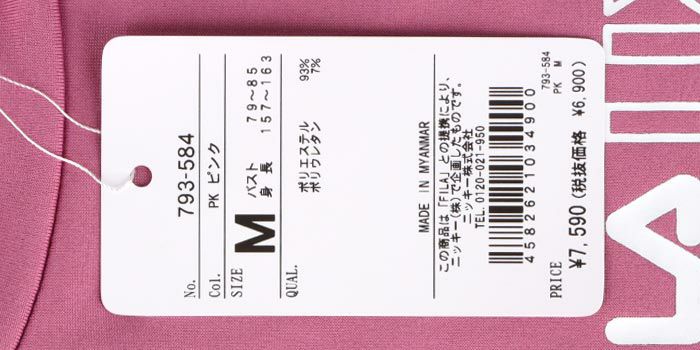 No. 793-584
Col. PK ピンク
SIZE M バスト 79～85
身長 157～163
QUAL. ポリエステル 93%
ポリウレタン 7%
MADE IN MYANMAR
この商品は「FILA」との提携により、
ニッキー(株)で企画したものです。
ニッキー株式会社
TEL. 0120-021-950
4582621034900
793-584
PK M
PRICE ¥7,590(税抜価格 ¥6,900)